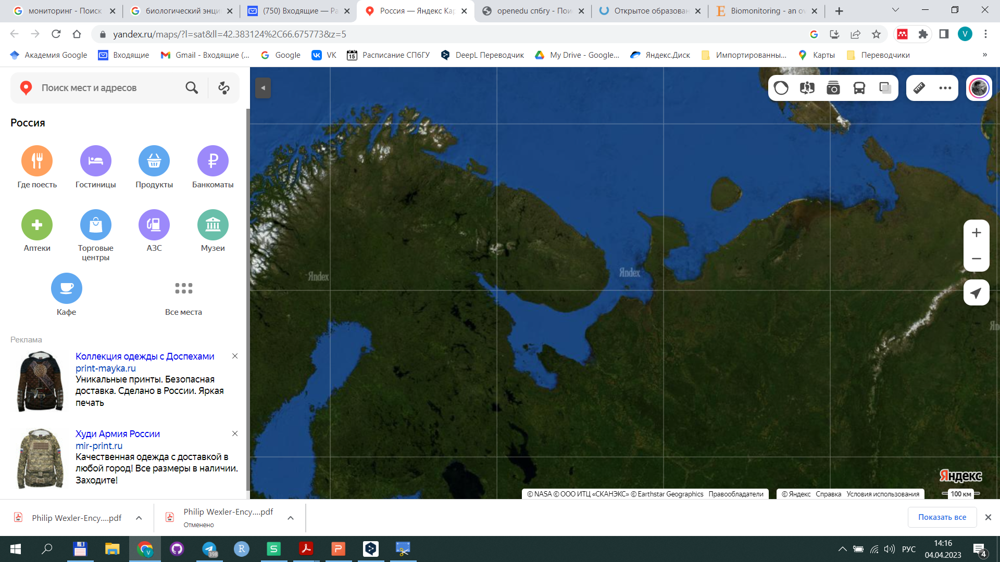 мониторинг - Поиск
биологический энци
(750) Входящие — Ра
Россия — Яндекс Ка
openedu спбгу - Пои
Открытое образован
Biomonitoring - an ov
yandex.ru/maps/?l=sat&ll=42.383124%2C66.675773&z=5
V
Академия Google
Входящие
Gmail - Входящие (...
Google
VK
15
Расписание СПбГУ
DeepL Переводчик
My Drive - Google...
Яндекс.Диск
Импортированны...
Карты
Переводчики
»
Поиск мест и адресов
Россия
Где поесть
Гостиницы
Продукты
Банкоматы
Аптеки
Торговые
центры
АЗС
Музеи
Кафе
Все места
Реклама
Коллекция одежды с Доспехами
print-mayka.ru
Уникальные принты. Безопасная
доставка. Сделано в России. Яркая
печать
Худи Армия России
mir-print.ru
Качественная одежда с доставкой в
любой город! Все размеры в наличии.
Заходите!
Яndex
Яndex
Яnd
Яндекс
© NASA © ООО ИТЦ «СКАНЭКС» © Earthstar Geographics Правообладатели
© Яндекс Справка Условия использования
100 км
Philip Wexler-Ency....pdf
Philip Wexler-Ency....pdf
Отменено
Показать все
V
398
R
S
P
РУС
14:16
04.04.2023
4